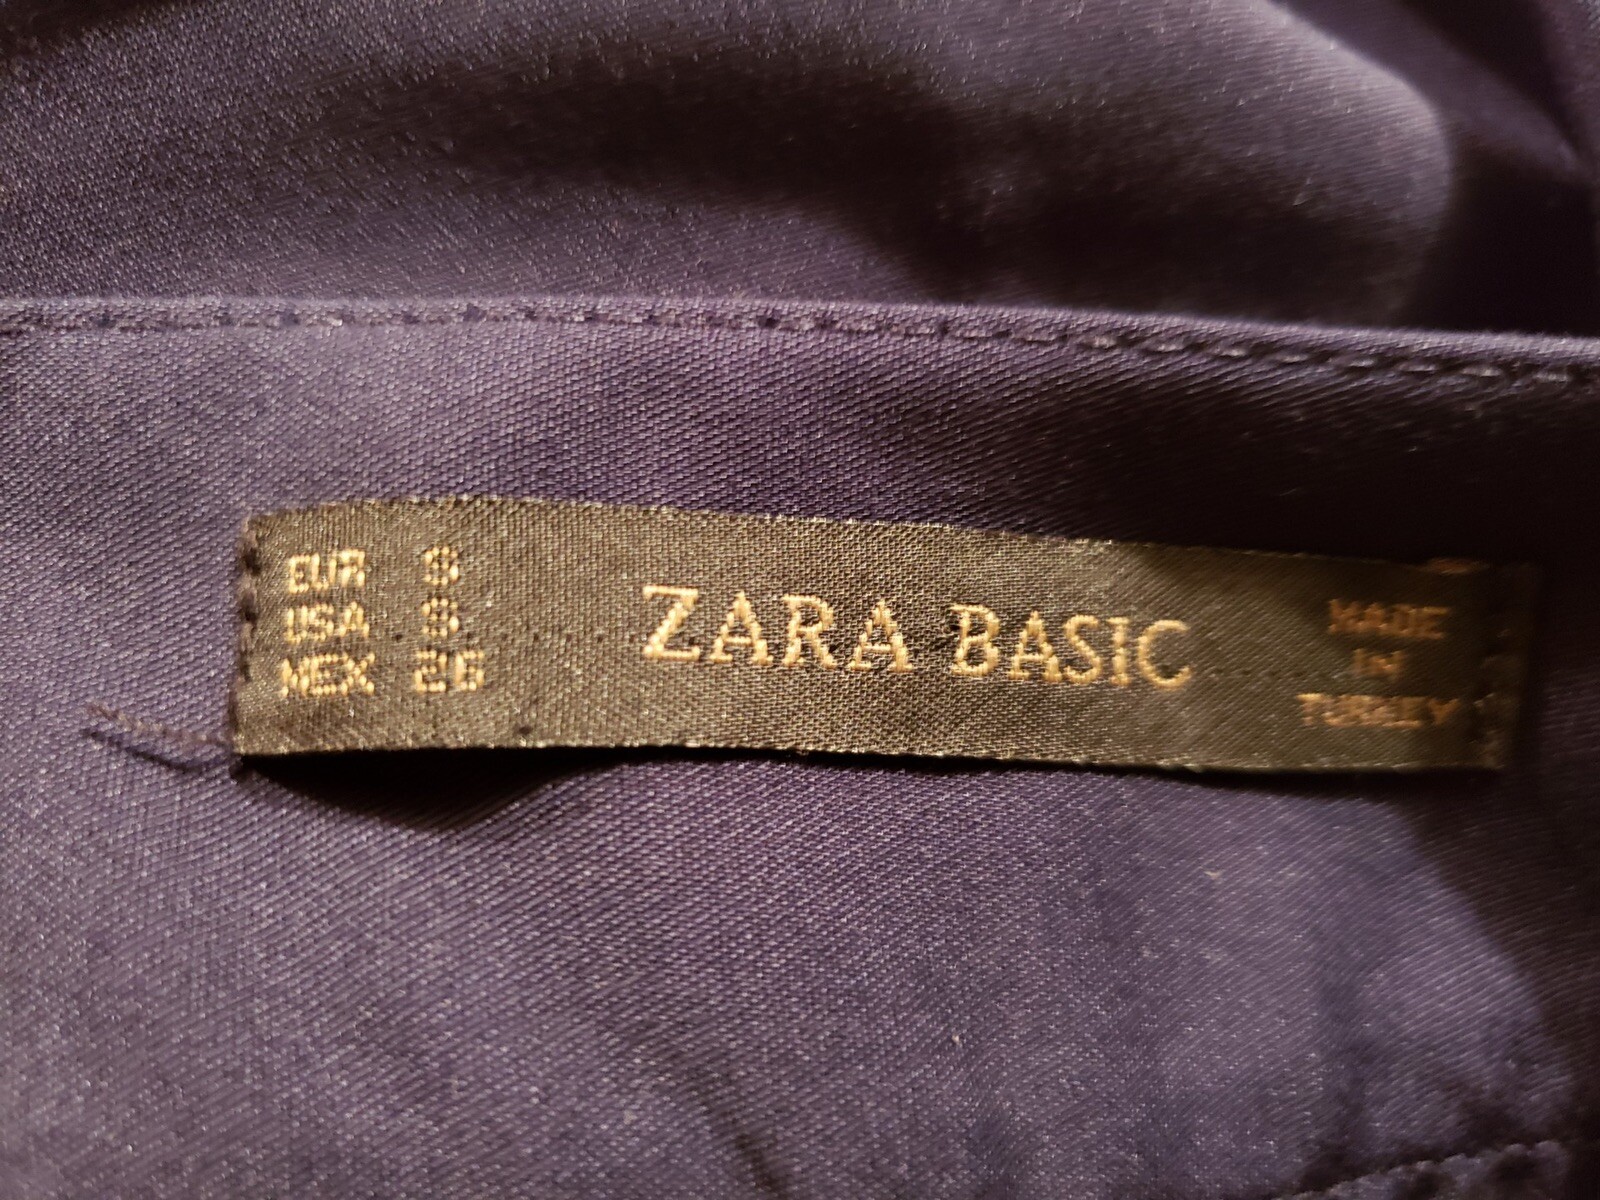 EUR S
USA S
MEX 26
ZARA BASIC
MADE
IN
TURKEY